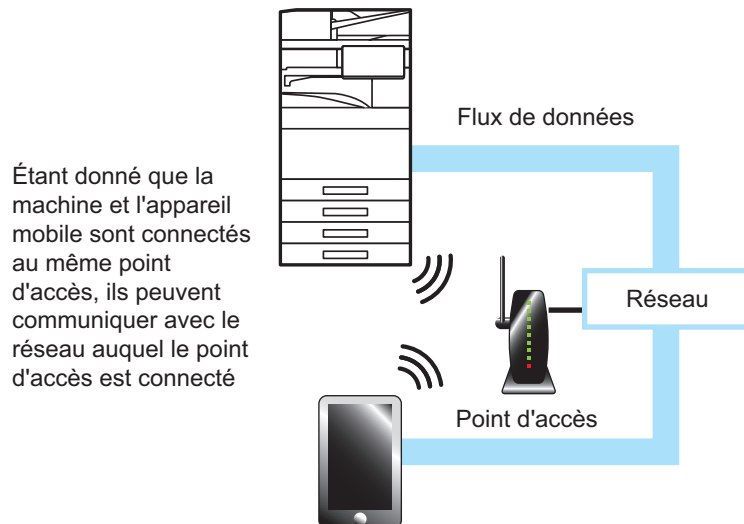 Flux de données
Étant donné que la
machine et l'appareil
mobile sont connectés
au même point
d'accès, ils peuvent
communiquer avec le
réseau auquel le point
d'accès est connecté
Réseau
Point d'accès